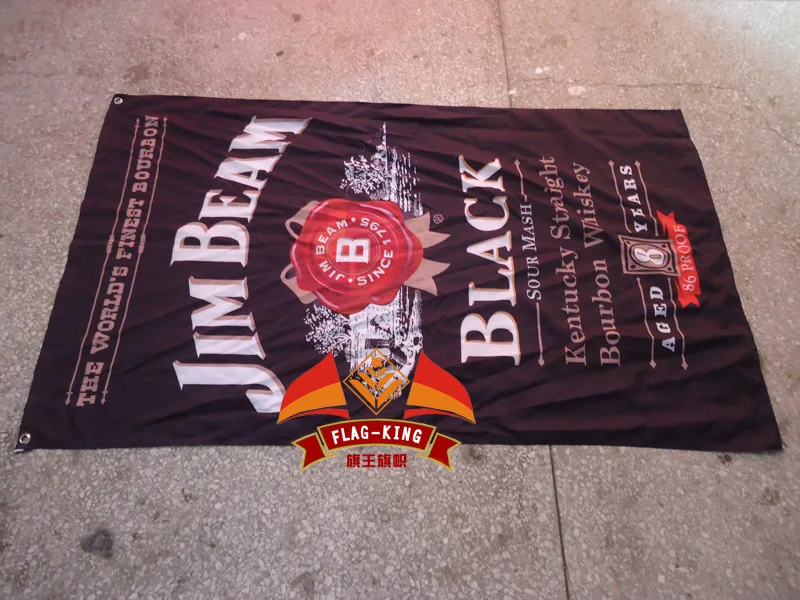 THE WORLD'S FINEST BOURBON
JIM BEAM
JIM BEAM • SINCE 1795 •
B
®
BLACK
SOUR MASH
Kentucky Straight
Bourbon Whiskey
AGED 8 YEARS
86 PROOF
FLAG-KING
旗王旗帜